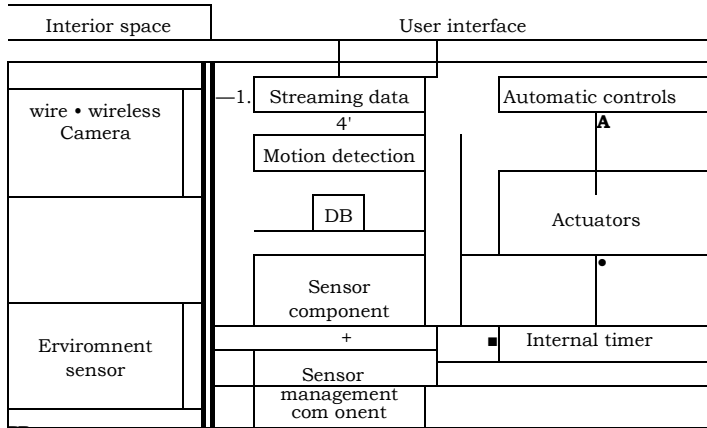 Interior space
User interface
wire • wireless
Camera
—1.
Streaming data
4'
Motion detection
DB
Sensor
component
+
Sensor
management
com onent
Automatic controls
A
Actuators
•
■
Internal timer
Erviromnent
sensor